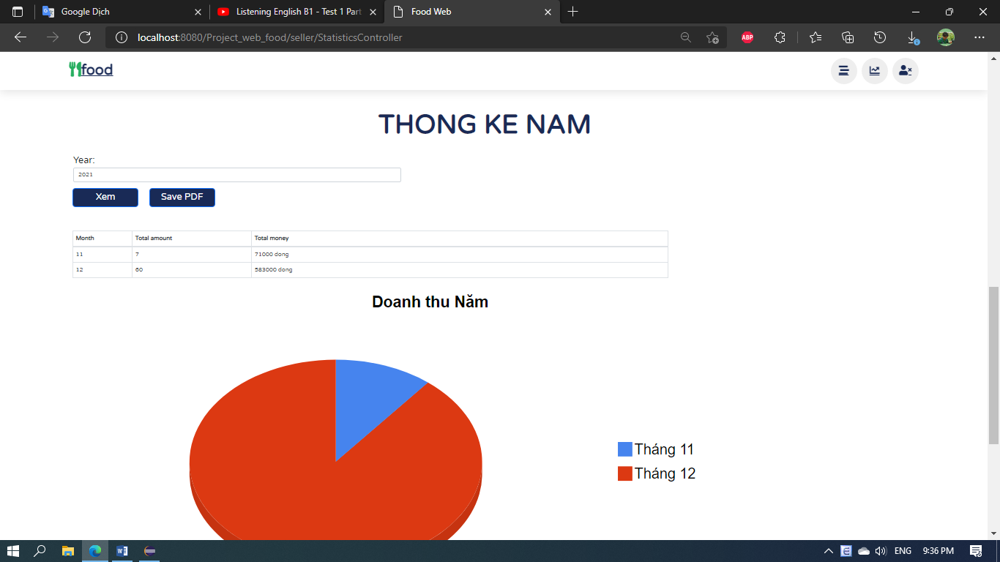 Google Dịch
Listening English B1 - Test 1 Part
Food Web
localhost:8080/Project_web_food/seller/StatisticsController
ABP
food
THONG KE NAM
Year:
2021
Xem Save PDF
Month Total amount Total money
11 7 71000 dong
12 60 583000 dong
Doanh thu Năm
Tháng 11
Tháng 12
ENG 9:36 PM